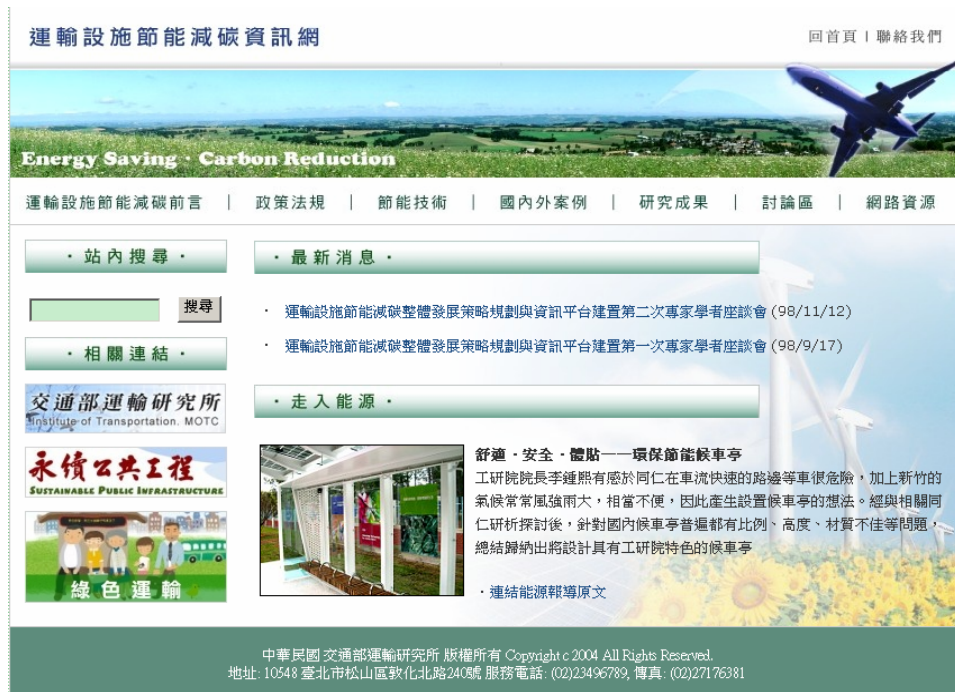 運輸設施節能減碳資訊網
回首頁 | 聯絡我們
Energy Saving · Carbon Reduction
運輸設施節能減碳前言 | 政策法規 | 節能技術 | 國內外案例 | 研究成果 | 討論區 | 網路資源
· 站內搜尋 ·
搜尋
· 相關連結 ·
交通部運輸研究所
Institute of Transportation. MOTC
永續公共工程
SUSTAINABLE PUBLIC INFRASTRUCTURE
綠色運輸
· 最新消息 ·
· 運輸設施節能減碳整體發展策略規劃與資訊平台建置第二次專家學者座談會 (98/11/12)
· 運輸設施節能減碳整體發展策略規劃與資訊平台建置第一次專家學者座談會 (98/9/17)
· 走入能源 ·
舒適‧安全‧體貼──環保節能候車亭
工研院院長李鍾熙有感於同仁在車流快速的路邊等車很危險，加上新竹的
氣候常常風強雨大，相當不便，因此產生設置候車亭的想法。經與相關同
仁研析探討後，針對國內候車亭普遍都有比例、高度、材質不佳等問題，
總結歸納出將設計具有工研院特色的候車亭
· 連結能源報導原文
中華民國 交通部運輸研究所 版權所有 Copyright c 2004 All Rights Reserved.
地址: 10548 臺北市松山區敦化北路240號 服務電話: (02)23496789, 傳真: (02)27176381